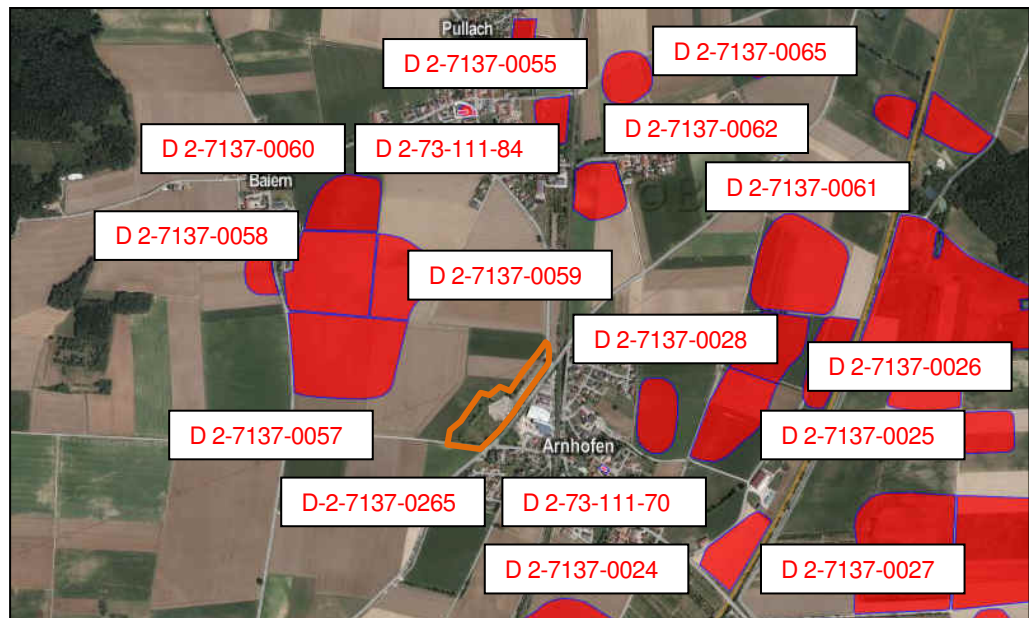 Pullach
D 2-7137-0055
D 2-7137-0065
D 2-7137-0060
D 2-73-111-84
D 2-7137-0062
Baiern
D 2-7137-0061
D 2-7137-0058
D 2-7137-0059
D 2-7137-0028
D 2-7137-0026
D 2-7137-0057
D 2-7137-0025
Arnhofen
D-2-7137-0265
D 2-73-111-70
D 2-7137-0024
D 2-7137-0027